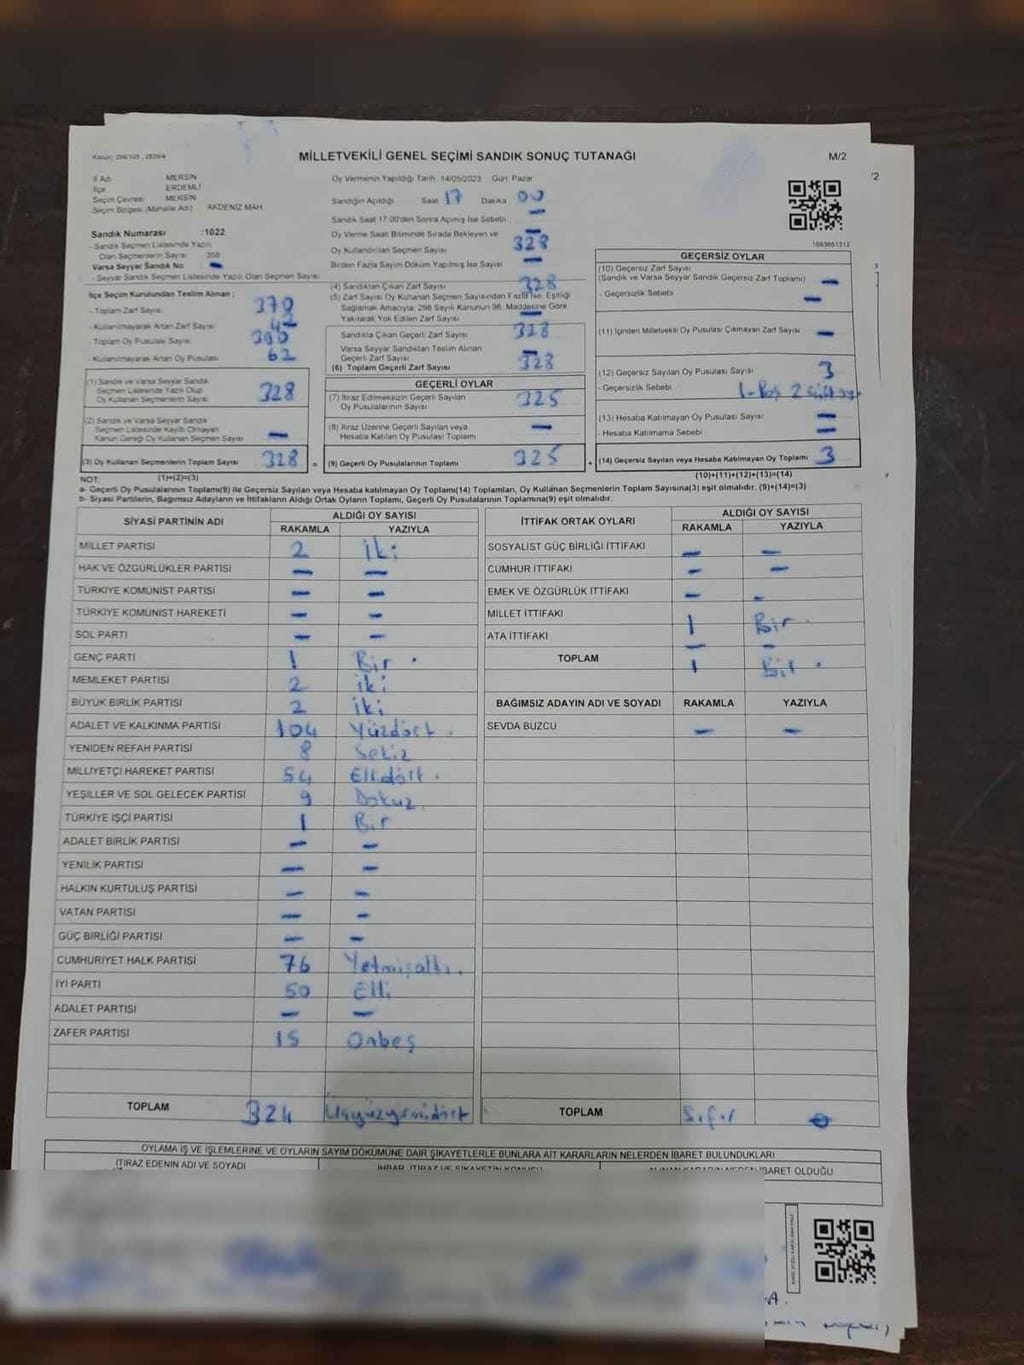 Kanun: 298/105 , 2839/4
MİLLETVEKİLİ GENEL SEÇİMİ SANDIK SONUÇ TUTANAĞI
M/2
'2
İl Adı MERSİN
İlçe ERDEMLİ
Seçim Çevresi MERSİN
Seçim Bölgesi (Mahalle Adı) AKDENİZ MAH.
Sandık Numarası :1022
- Sandık Seçmen Listesinde Yazılı
Olan Seçmenlerin Sayısı 358
Varsa Seyyar Sandık No -
- Seyyar Sandık Seçmen Listesinde Yazılı Olan Seçmen Sayısı
İlçe Seçim Kurulundan Teslim Alınan ;
- Toplam Zarf Sayısı 370
- Kullanılmayarak Artan Zarf Sayısı 42
- Toplam Oy Pusulası Sayısı 390
- Kullanılmayarak Artan Oy Pusulası 62
(1) Sandık ve Varsa Seyyar Sandık
Seçmen Listesinde Yazılı Olup
Oy Kullanan Seçmenlerin Sayısı 328
(2) Sandık ve Varsa Seyyar Sandık
Seçmen Listesinde Kayıtlı Olmayan
Kanun Gereği Oy Kullanan Seçmen Sayısı -
(3) Oy Kullanan Seçmenlerin Toplam Sayısı 328
(1)+(2)=(3)
Oy Vermenin Yapıldığı Tarih :14/05/2023 Gün: Pazar
Sandığın Açıldığı Saat 17 Dakika 00
Sandık Saat 17.00'den Sonra Açılmış İse Sebebi -
Oy Verme Saati Bitiminde Sırada Bekleyen ve -
Oy Kullandırılan Seçmen Sayısı 328
Birden Fazla Sayım Döküm Yapılmış İse Sayısı -
(4) Sandıktan Çıkan Zarf Sayısı 328
(5) Zarf Sayısı Oy Kullanan Seçmen Sayısından Fazla İse, Eşitliği
Sağlamak Amacıyla; 298 Sayılı Kanunun 98. Maddesine Göre
Yakılarak Yok Edilen Zarf Sayısı -
Sandıkta Çıkan Geçerli Zarf Sayısı 328
Varsa Seyyar Sandıktan Teslim Alınan
Geçerli Zarf Sayısı -
(6) Toplam Geçerli Zarf Sayısı 328
GEÇERLİ OYLAR
(7) İtiraz Edilmeksizin Geçerli Sayılan
Oy Pusulalarının Sayısı 325
(8) İtiraz Üzerine Geçerli Sayılan veya
Hesaba Katılan Oy Pusulası Toplamı -
= (9) Geçerli Oy Pusulalarının Toplamı 325 +
1083651312
GEÇERSİZ OYLAR
(10) Geçersiz Zarf Sayısı
(Sandık ve Varsa Seyyar Sandık Geçersiz Zarf Toplamı) -
- Geçersizlik Sebebi -
(11) İçinden Milletvekili Oy Pusulası Çıkmayan Zarf Sayısı -
(12) Geçersiz Sayılan Oy Pusulası Sayısı 3
- Geçersizlik Sebebi 1-Boş 2
(13) Hesaba Katılmayan Oy Pusulası Sayısı -
- Hesaba Katılmama Sebebi -
(14) Geçersiz Sayılan veya Hesaba Katılmayan Oy Toplamı 3
(10)+(11)+(12)+(13)=(14)
NOT:
a- Geçerli Oy Pusulalarının Toplamı(9) ile Geçersiz Sayılan veya Hesaba katılmayan Oy Toplamı(14) Toplamları, Oy Kullanan Seçmenlerin Toplam Sayısına(3) eşit olmalıdır. (9)+(14)=(3)
b- Siyasi Partilerin, Bağımsız Adayların ve İttifakların Aldığı Ortak Oyların Toplamı, Geçerli Oy Pusulalarının Toplamına(9) eşit olmalıdır.
SİYASİ PARTİNİN ADI ALDIĞI OY SAYISI
RAKAMLA YAZIYLA
MİLLET PARTİSİ 2 iki
HAK VE ÖZGÜRLÜKLER PARTİSİ - -
TÜRKİYE KOMÜNİST PARTİSİ - -
TÜRKİYE KOMÜNİST HAREKETİ - -
SOL PARTİ - -
GENÇ PARTİ 1 Bir .
MEMLEKET PARTİSİ 2 iki
BÜYÜK BİRLİK PARTİSİ 2 iki
ADALET VE KALKINMA PARTİSİ 104 Yüzdört .
YENİDEN REFAH PARTİSİ 8 Sekiz
MİLLİYETÇİ HAREKET PARTİSİ 54 Ellidört .
YEŞİLLER VE SOL GELECEK PARTİSİ 9 Dokuz
TÜRKİYE İŞÇİ PARTİSİ 1 Bir
ADALET BİRLİK PARTİSİ - -
YENİLİK PARTİSİ - -
HALKIN KURTULUŞ PARTİSİ - -
VATAN PARTİSİ - -
GÜÇ BİRLİĞİ PARTİSİ - -
CUMHURİYET HALK PARTİSİ 76 Yetmişaltı .
İYİ PARTİ 50 Elli
ADALET PARTİSİ - -
ZAFER PARTİSİ 15 Onbeş
TOPLAM 324 Üçyüzyirmidört
İTTİFAK ORTAK OYLARI ALDIĞI OY SAYISI
RAKAMLA YAZIYLA
SOSYALİST GÜÇ BİRLİĞİ İTTİFAKI - -
CUMHUR İTTİFAKI - -
EMEK VE ÖZGÜRLÜK İTTİFAKI - -
MİLLET İTTİFAKI 1 Bir
ATA İTTİFAKI - -
TOPLAM 1 Bir .
BAĞIMSIZ ADAYIN ADI VE SOYADI RAKAMLA YAZIYLA
SEVDA BUZCU - -
TOPLAM Sıfır 0
OYLAMA İŞ VE İŞLEMLERİNE VE OYLARIN SAYIM DÖKÜMÜNE DAİR ŞİKAYETLERLE BUNLARA AİT KARARLARIN NELERDEN İBARET BULUNDUKLARI
İTİRAZ EDENİN ADI VE SOYADI
İHBAR, İTİRAZ VE ŞİKAYETİN KONUSU
ALINAN KARARIN NEDEN İBARET OLDUĞU